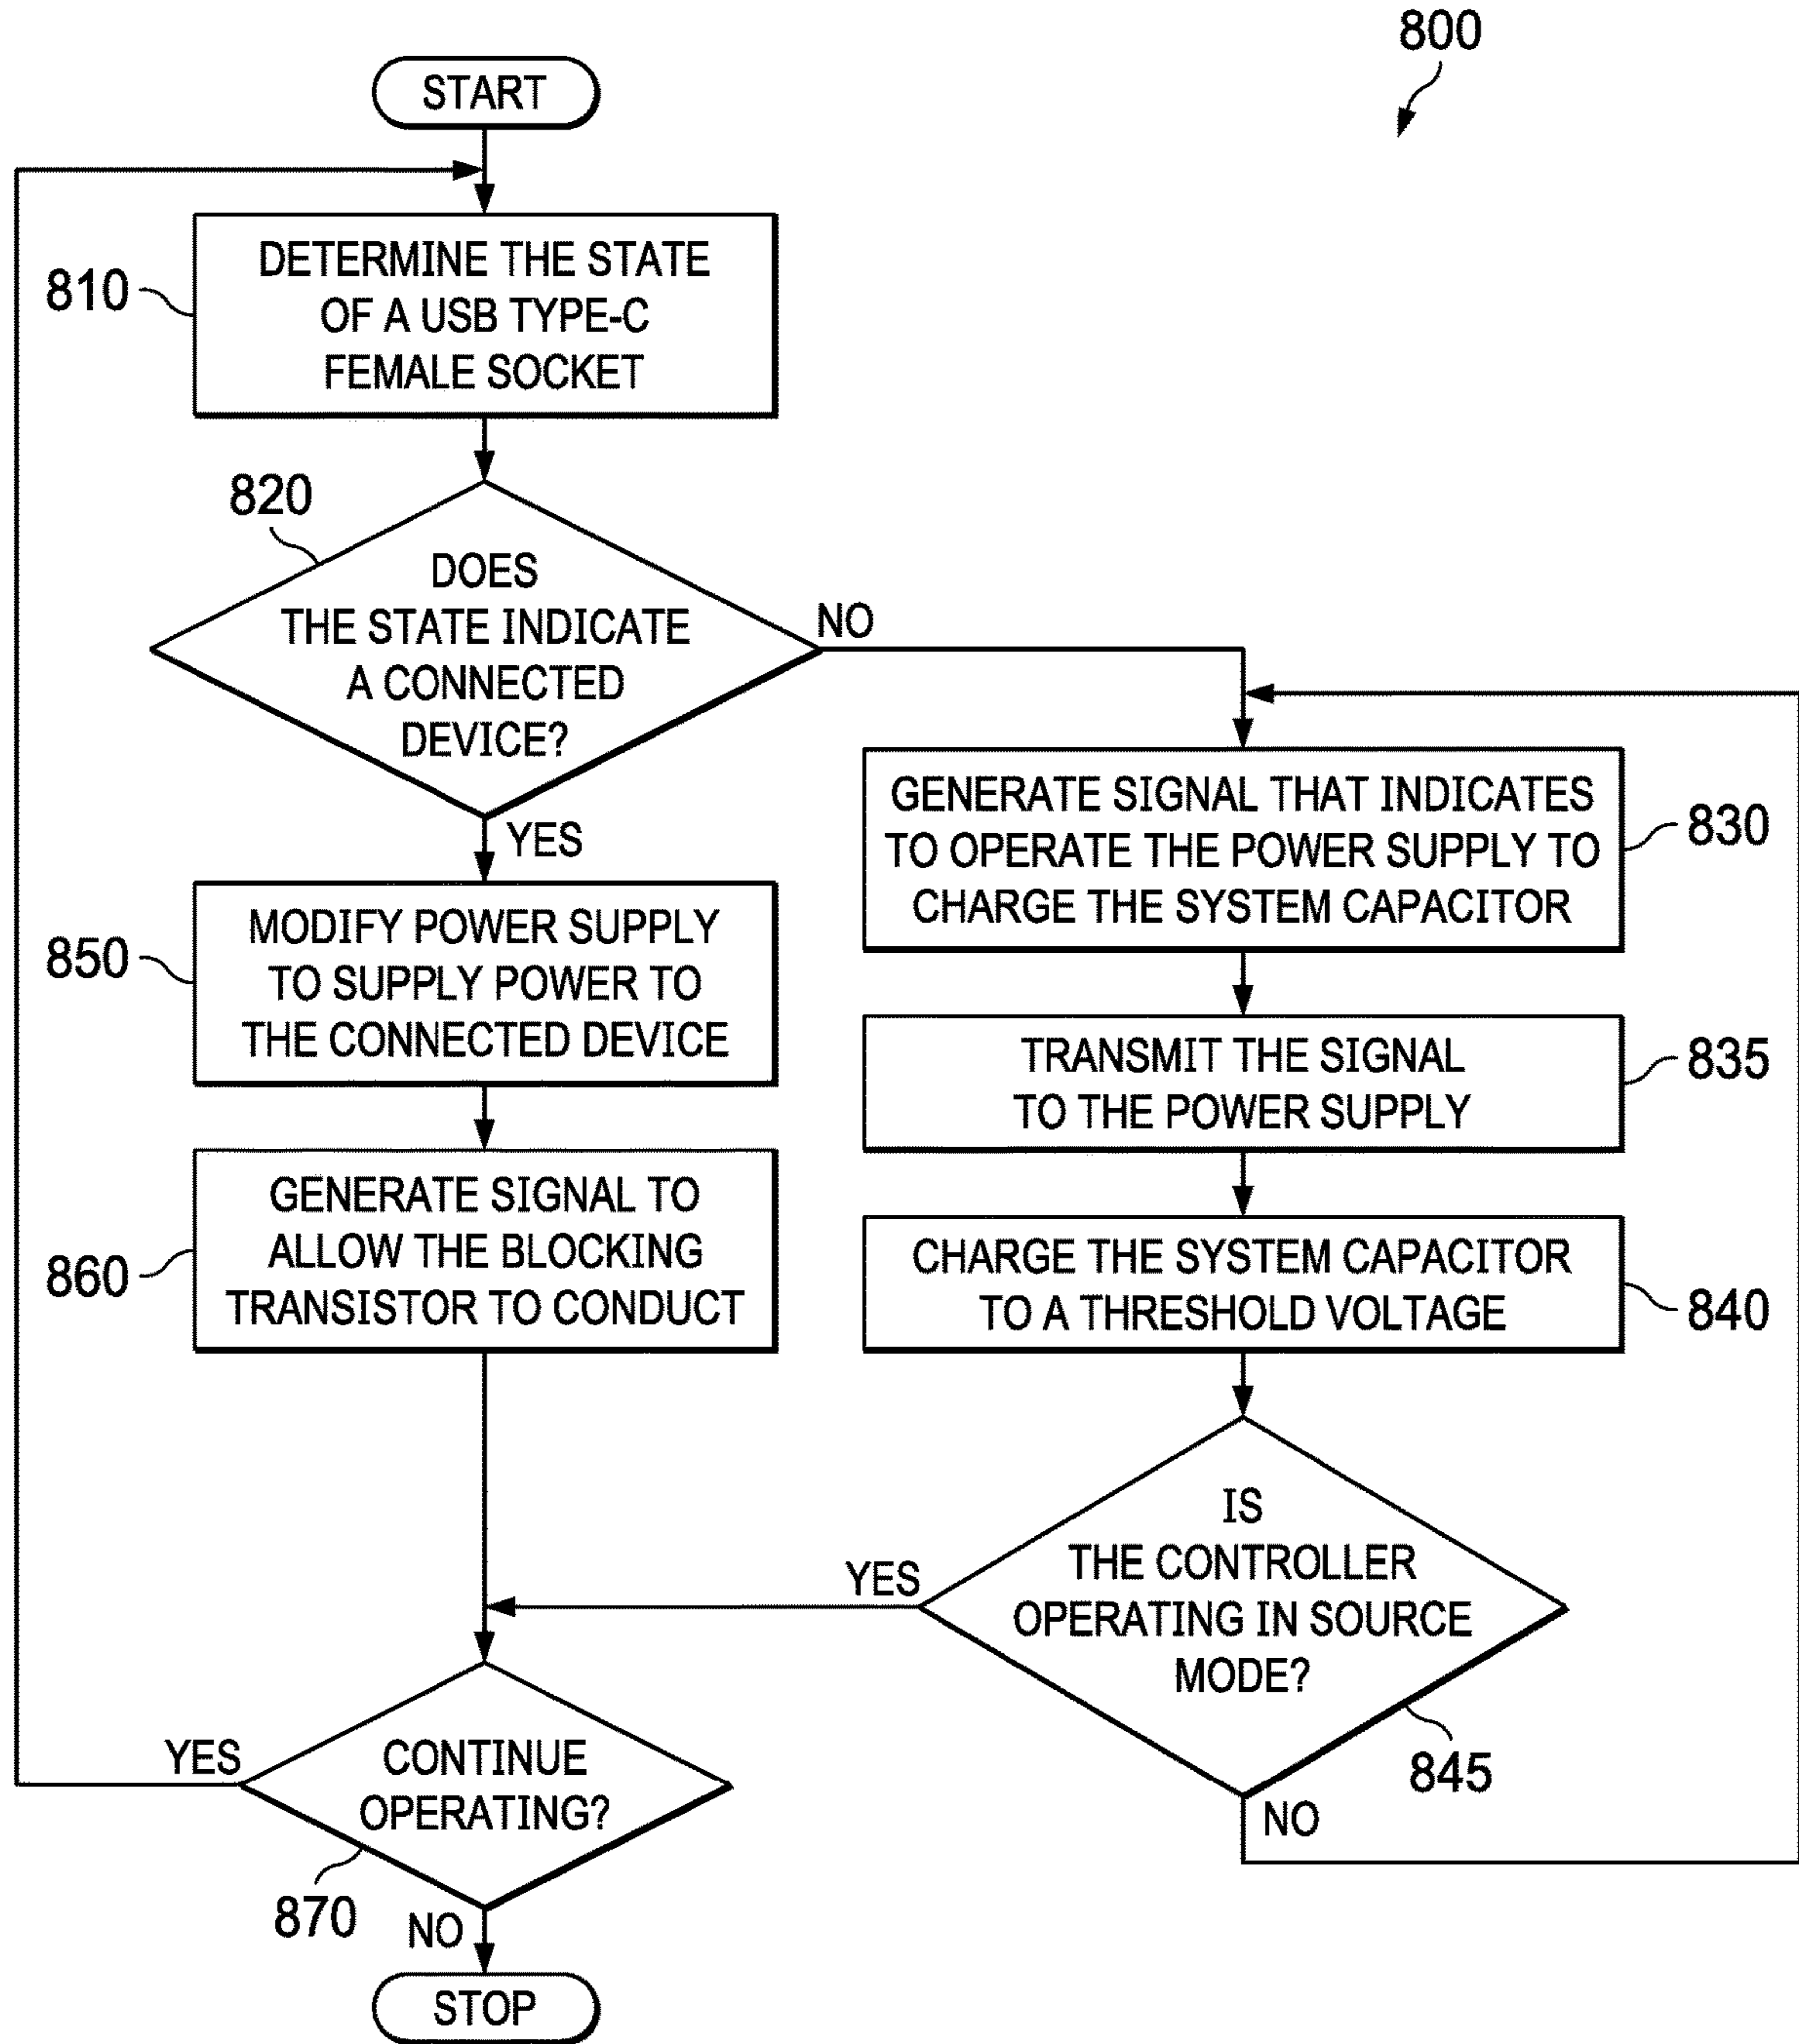 800
START
810
DETERMINE THE STATE
OF A USB TYPE-C
FEMALE SOCKET
820
DOES
THE STATE INDICATE
A CONNECTED
DEVICE?
NO
YES
830
GENERATE SIGNAL THAT INDICATES
TO OPERATE THE POWER SUPPLY TO
CHARGE THE SYSTEM CAPACITOR
850
MODIFY POWER SUPPLY
TO SUPPLY POWER TO
THE CONNECTED DEVICE
835
TRANSMIT THE SIGNAL
TO THE POWER SUPPLY
860
GENERATE SIGNAL TO
ALLOW THE BLOCKING
TRANSISTOR TO CONDUCT
840
CHARGE THE SYSTEM CAPACITOR
TO A THRESHOLD VOLTAGE
IS
THE CONTROLLER
OPERATING IN SOURCE
MODE?
YES
845
NO
YES
CONTINUE
OPERATING?
870
NO
STOP